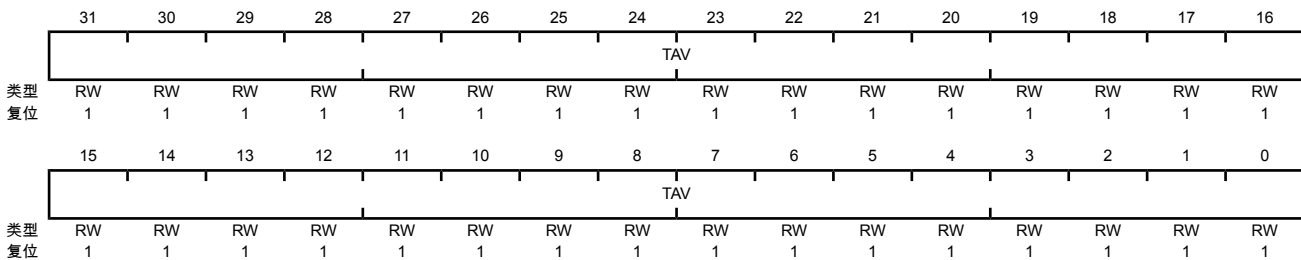 31 30 29 28 27 26 25 24 23 22 21 20 19 18 17 16
TAV
类型 RW RW RW RW RW RW RW RW RW RW RW RW RW RW RW RW
复位 1 1 1 1 1 1 1 1 1 1 1 1 1 1 1 1
15 14 13 12 11 10 9 8 7 6 5 4 3 2 1 0
TAV
类型 RW RW RW RW RW RW RW RW RW RW RW RW RW RW RW RW
复位 1 1 1 1 1 1 1 1 1 1 1 1 1 1 1 1